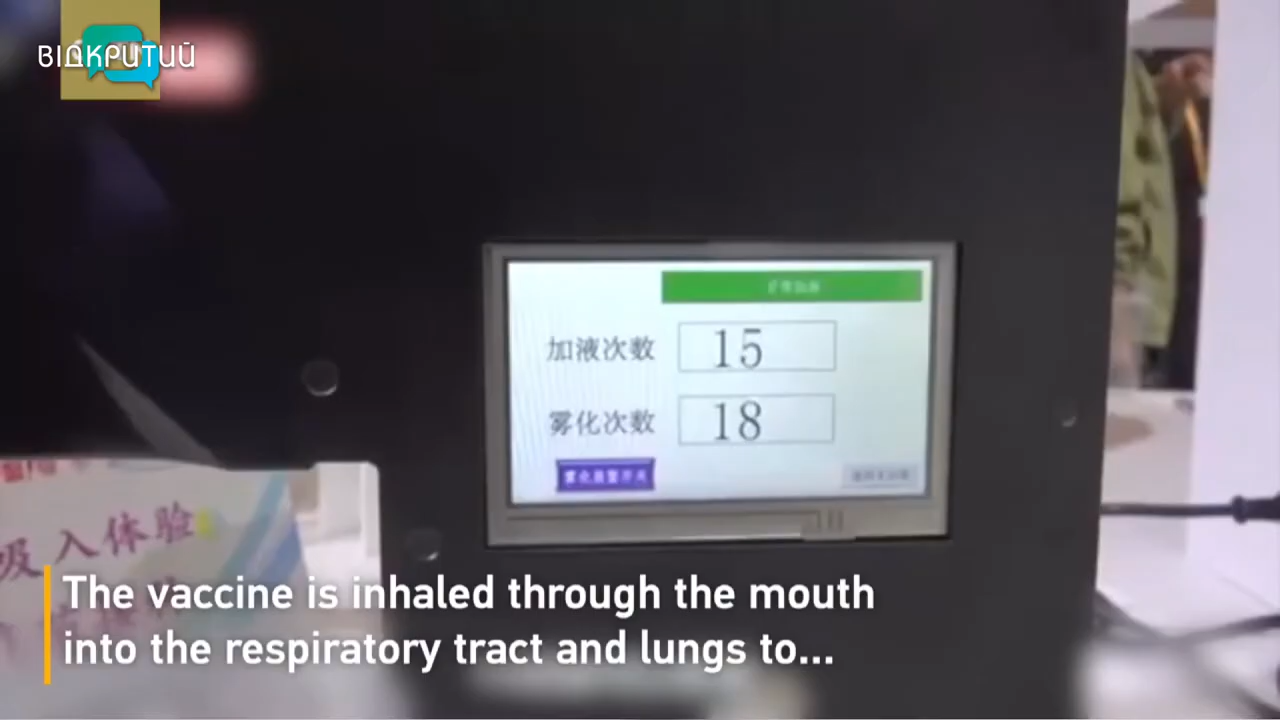 ВІДКРИТИЙ
加液次数 15
雾化次数 18
吸入体验
The vaccine is inhaled through the mouth
into the respiratory tract and lungs to...